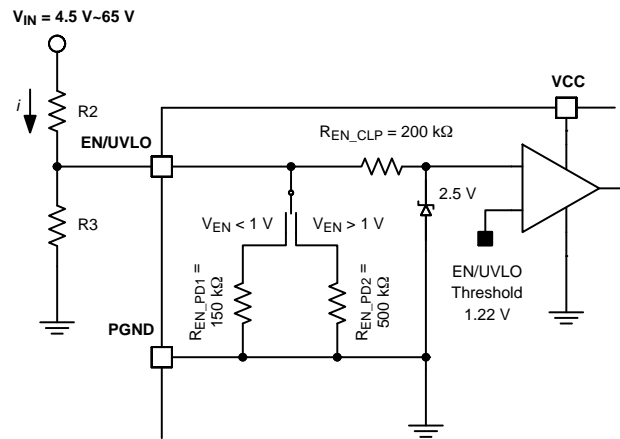 V_IN = 4.5 V~65 V
i
R2
VCC
EN/UVLO
R_EN_CLP = 200 kΩ
2.5 V
R3
V_EN < 1 V
V_EN > 1 V
R_EN_PD1 =
150 kΩ
R_EN_PD2 =
500 kΩ
EN/UVLO
Threshold
1.22 V
PGND